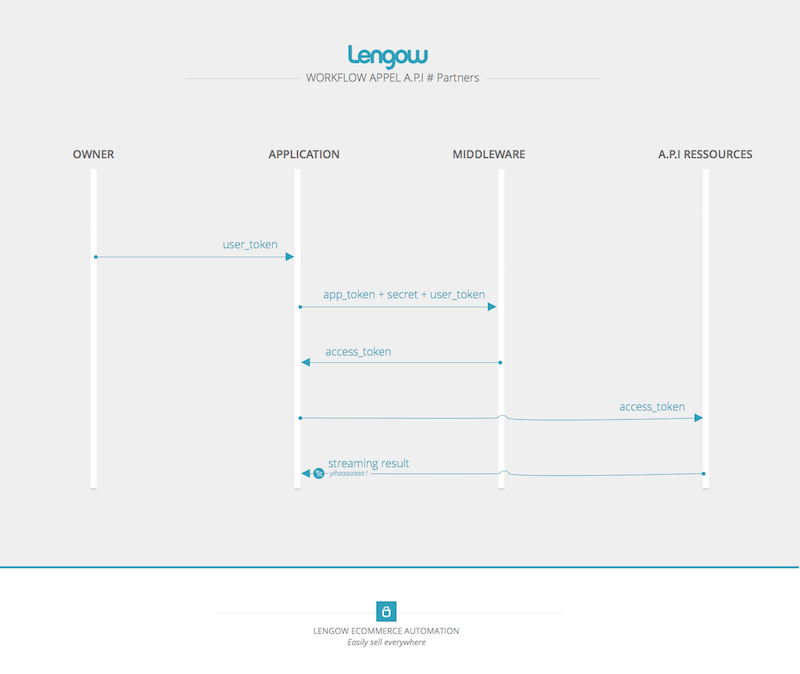 Lengow
WORKFLOW APPEL A.P.I # Partners
OWNER
APPLICATION
MIDDLEWARE
A.P.I RESSOURCES
user_token
app_token + secret + user_token
access_token
access_token
streaming result
yihaaaaaaa !
LENGOW ECOMMERCE AUTOMATION
Easily sell everywhere